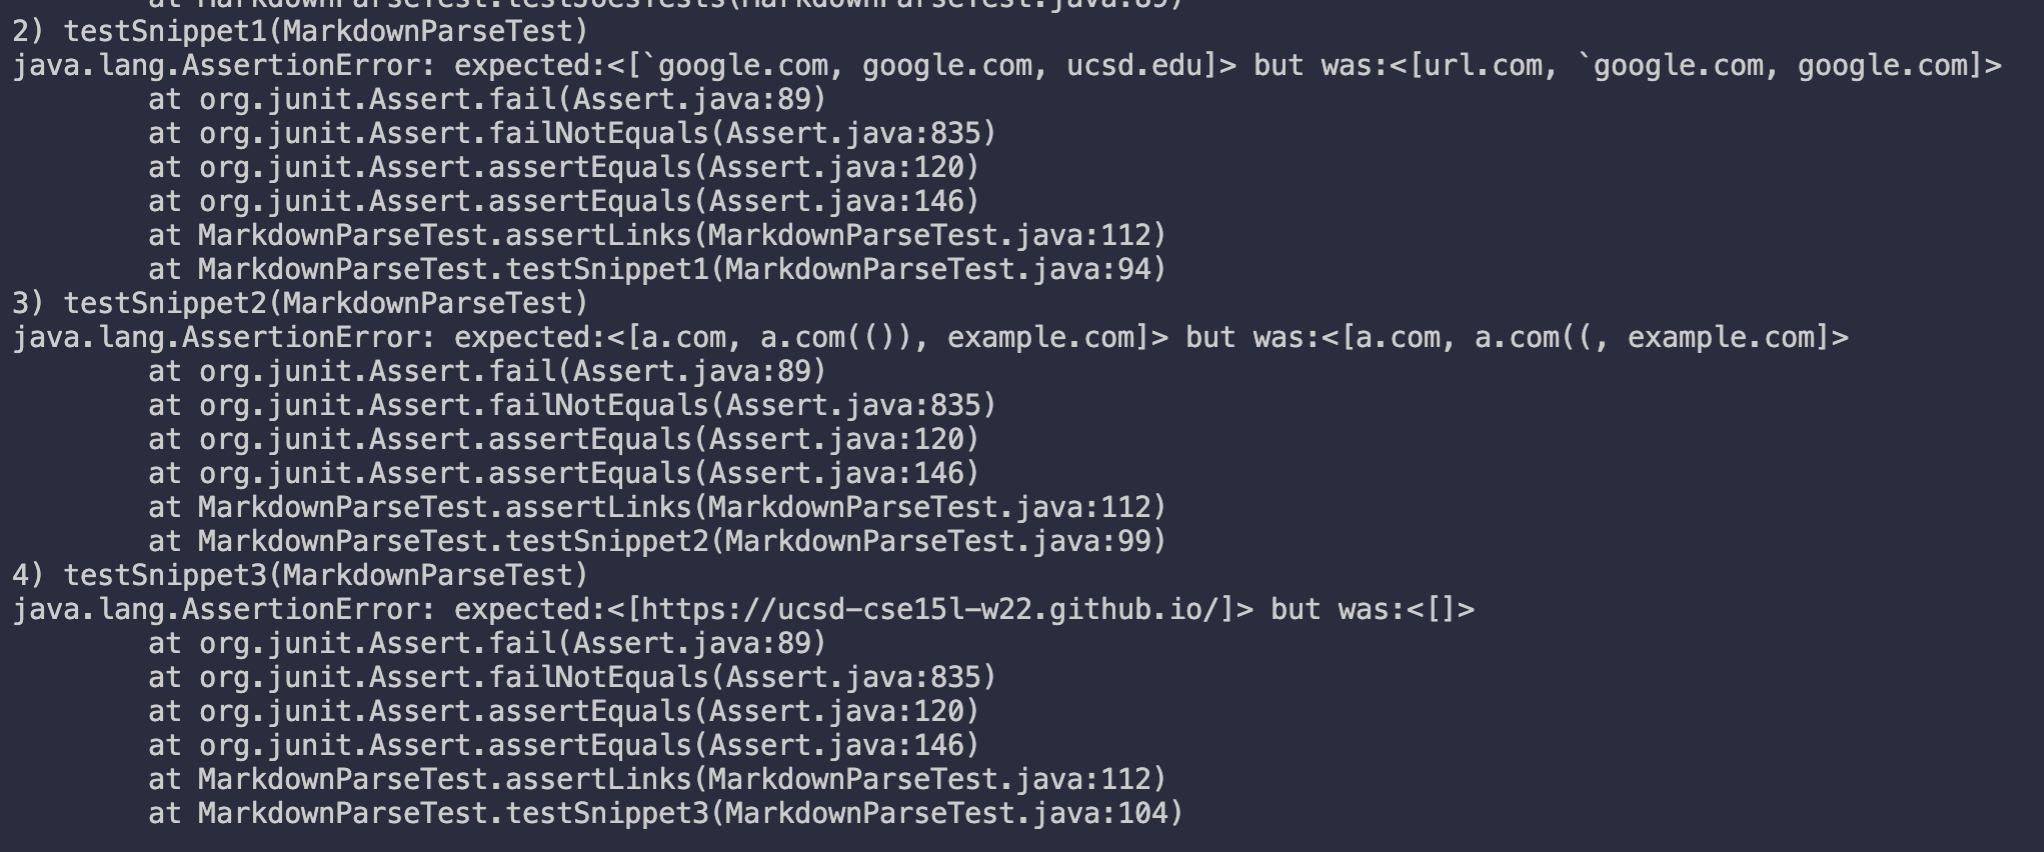 at MarkdownParseTest.testJoesTests(MarkdownParseTest.java:89)
2) testSnippet1(MarkdownParseTest)
java.lang.AssertionError: expected:<[`google.com, google.com, ucsd.edu]> but was:<[url.com, `google.com, google.com]>
at org.junit.Assert.fail(Assert.java:89)
at org.junit.Assert.failNotEquals(Assert.java:835)
at org.junit.Assert.assertEquals(Assert.java:120)
at org.junit.Assert.assertEquals(Assert.java:146)
at MarkdownParseTest.assertLinks(MarkdownParseTest.java:112)
at MarkdownParseTest.testSnippet1(MarkdownParseTest.java:94)
3) testSnippet2(MarkdownParseTest)
java.lang.AssertionError: expected:<[a.com, a.com(()), example.com]> but was:<[a.com, a.com((, example.com]>
at org.junit.Assert.fail(Assert.java:89)
at org.junit.Assert.failNotEquals(Assert.java:835)
at org.junit.Assert.assertEquals(Assert.java:120)
at org.junit.Assert.assertEquals(Assert.java:146)
at MarkdownParseTest.assertLinks(MarkdownParseTest.java:112)
at MarkdownParseTest.testSnippet2(MarkdownParseTest.java:99)
4) testSnippet3(MarkdownParseTest)
java.lang.AssertionError: expected:<[https://ucsd-cse15l-w22.github.io/]> but was:<[]>
at org.junit.Assert.fail(Assert.java:89)
at org.junit.Assert.failNotEquals(Assert.java:835)
at org.junit.Assert.assertEquals(Assert.java:120)
at org.junit.Assert.assertEquals(Assert.java:146)
at MarkdownParseTest.assertLinks(MarkdownParseTest.java:112)
at MarkdownParseTest.testSnippet3(MarkdownParseTest.java:104)